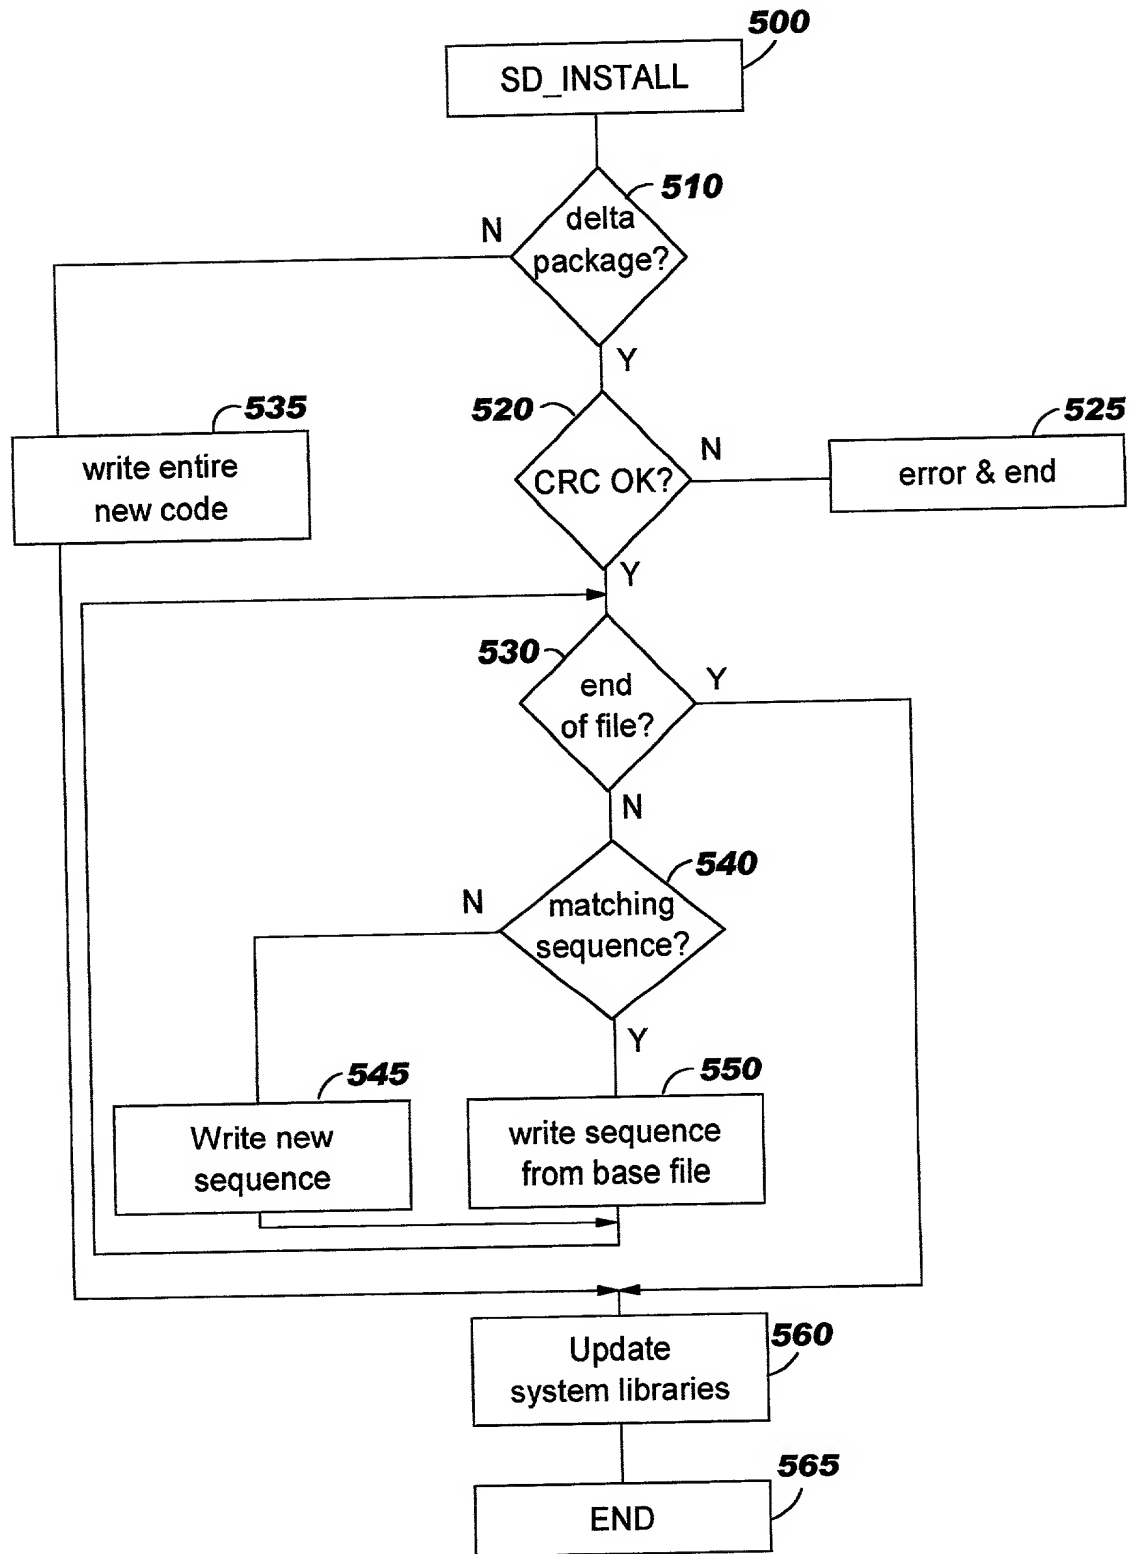 500
SD_INSTALL
510
N
delta
package?
Y
520
535
525
write entire
new code
CRC OK?
N
error & end
Y
530
end
of file?
Y
N
540
N
matching
sequence?
Y
545
550
Write new
sequence
write sequence
from base file
560
Update
system libraries
565
END